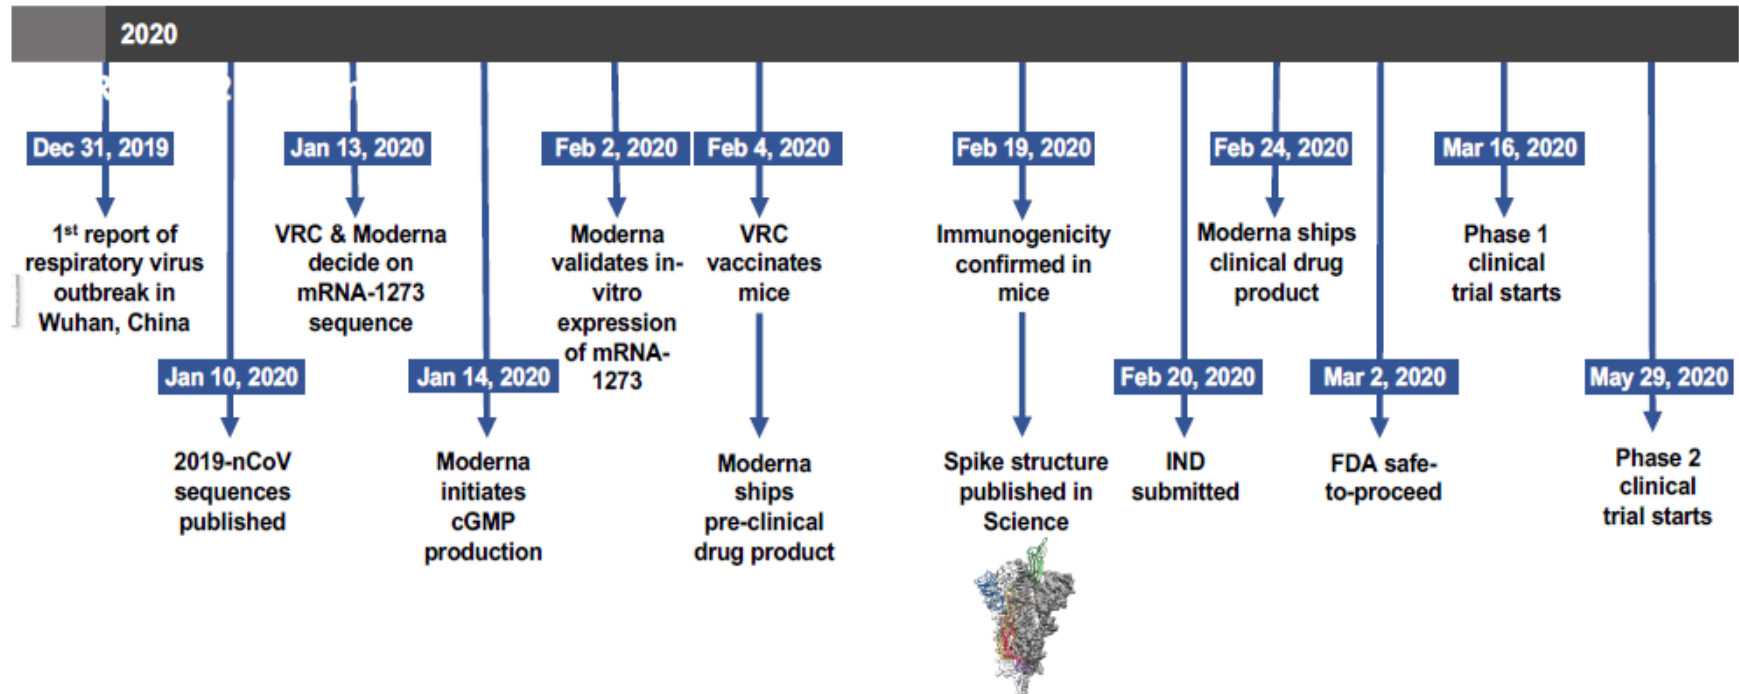 2020
R
2
n
Dec 31, 2019
1st report of
respiratory virus
outbreak in
Wuhan, China
Jan 10, 2020
2019-nCoV
sequences
published
Jan 13, 2020
VRC & Moderna
decide on
mRNA-1273
sequence
Jan 14, 2020
Moderna
initiates
cGMP
production
Feb 2, 2020
Moderna
validates in-
vitro
expression
of mRNA-
1273
Feb 4, 2020
VRC
vaccinates
mice
Moderna
ships
pre-clinical
drug product
Feb 19, 2020
Immunogenicity
confirmed in
mice
Spike structure
published in
Science
Feb 20, 2020
IND
submitted
Feb 24, 2020
Moderna ships
clinical drug
product
Mar 2, 2020
FDA safe-
to-proceed
Mar 16, 2020
Phase 1
clinical
trial starts
May 29, 2020
Phase 2
clinical
trial starts